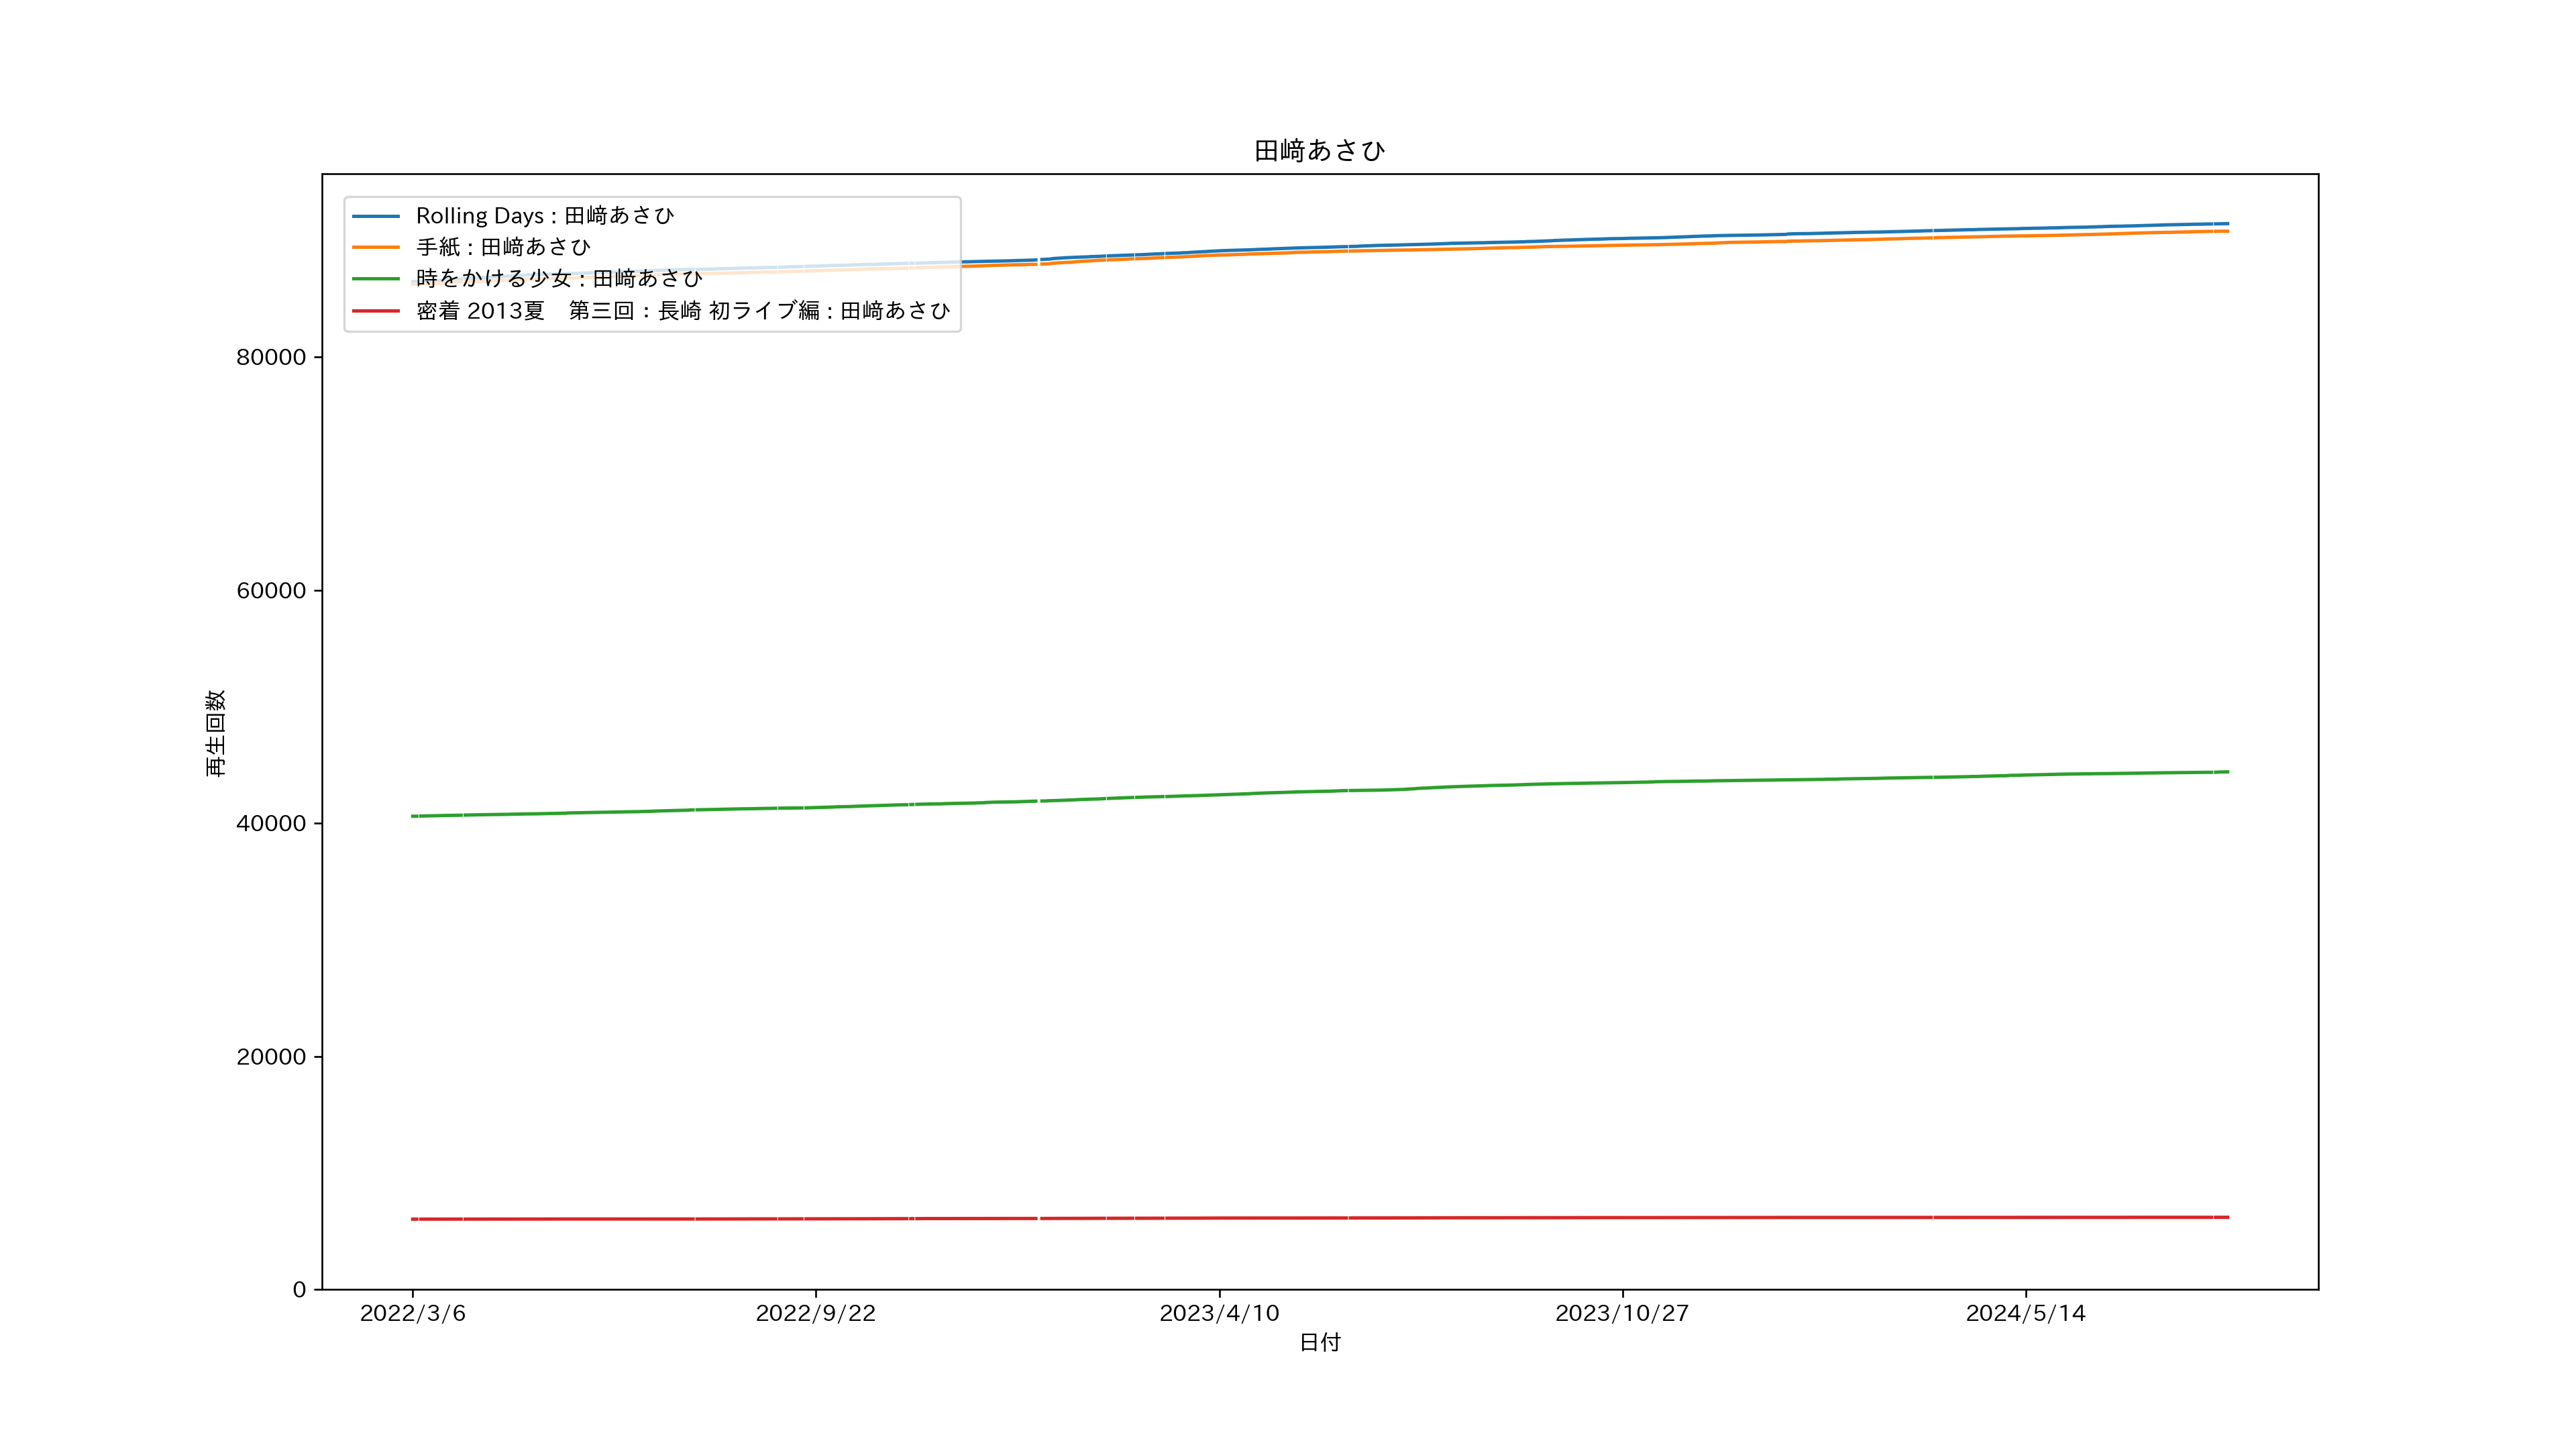 田﨑あさひ
Rolling Days : 田﨑あさひ
手紙 : 田﨑あさひ
時をかける少女 : 田﨑あさひ
密着 2013夏　第三回：長崎 初ライブ編 : 田﨑あさひ
再生回数
80000
60000
40000
20000
0
2022/3/6 2022/9/22 2023/4/10 2023/10/27 2024/5/14
日付